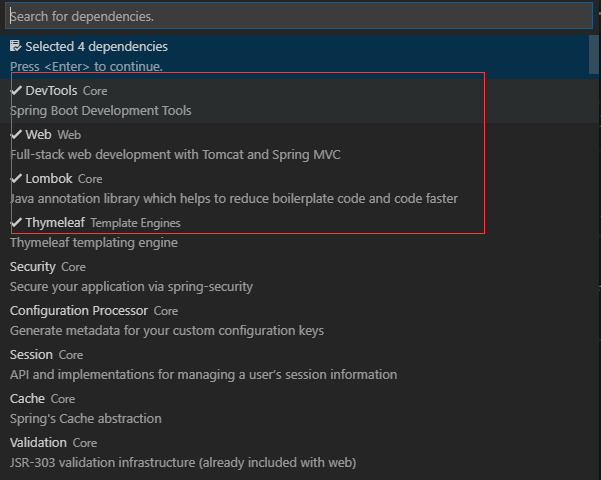 Search for dependencies.
Selected 4 dependencies
Press <Enter> to continue.
DevTools Core
Spring Boot Development Tools
Web Web
Full-stack web development with Tomcat and Spring MVC
Lombok Core
Java annotation library which helps to reduce boilerplate code and code faster
Thymeleaf Template Engines
Thymeleaf templating engine
Security Core
Secure your application via spring-security
Configuration Processor Core
Generate metadata for your custom configuration keys
Session Core
API and implementations for managing a user's session information
Cache Core
Spring's Cache abstraction
Validation Core
JSR-303 validation infrastructure (already included with web)